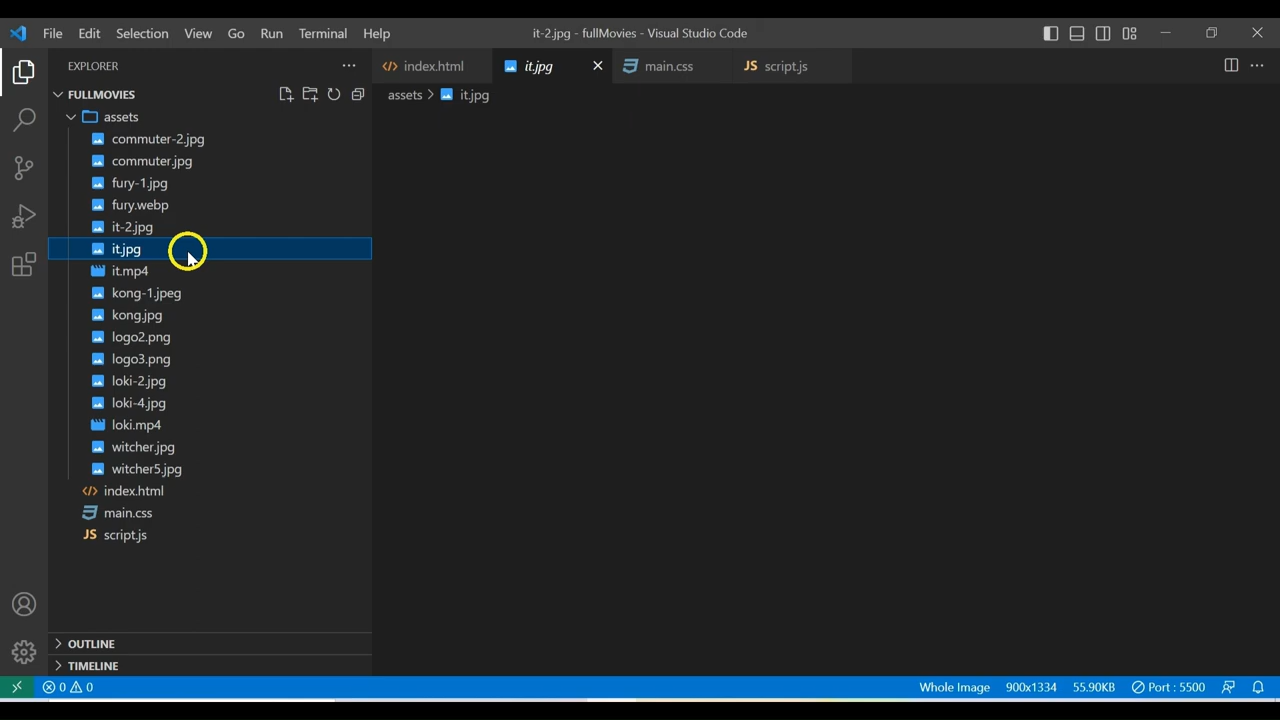 File Edit Selection View Go Run Terminal Help it-2.jpg - fullMovies - Visual Studio Code
EXPLORER
index.html it.jpg main.css JS script.js
FULLMOVIES
assets > it.jpg
assets
commuter-2.jpg
commuter.jpg
fury-1.jpg
fury.webp
it-2.jpg
it.jpg
it.mp4
kong-1.jpeg
kong.jpg
logo2.png
logo3.png
loki-2.jpg
loki-4.jpg
loki.mp4
witcher.jpg
witcher5.jpg
index.html
main.css
JS script.js
OUTLINE
TIMELINE
0 0 Whole Image 900x1334 55.90KB Port : 5500